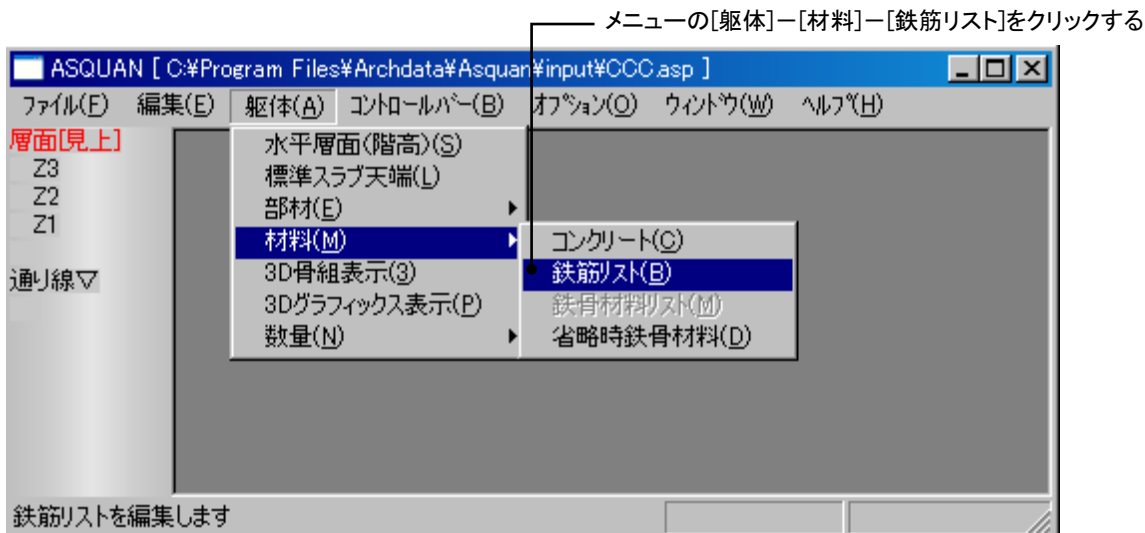 メニューの[躯体]－[材料]－[鉄筋リスト]をクリックする
ASQUAN [ C:¥Program Files¥Archdata¥Asquan¥input¥CCC.asp ]
ファイル(F) 編集(E) 躯体(A) コントロールバー(B) オプション(O) ウィンドウ(W) ヘルプ(H)
層面[見上]
Z3
Z2
Z1
通り線▽
水平層面(階高)(S)
標準スラブ天端(L)
部材(E)
材料(M)
3D骨組表示(3)
3Dグラフィックス表示(P)
数量(N)
コンクリート(C)
鉄筋リスト(B)
鉄骨材料リスト(M)
省略時鉄骨材料(D)
鉄筋リストを編集します